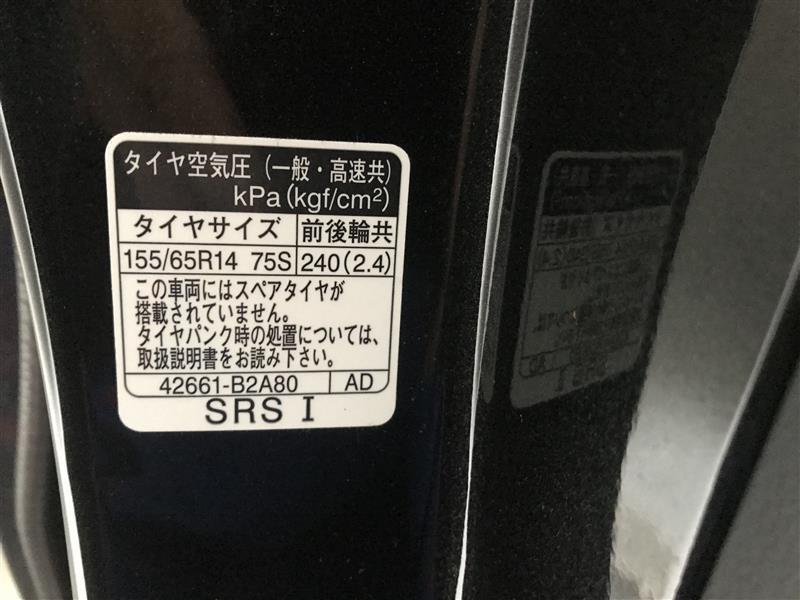 タイヤ空気圧 (一般・高速共)
kPa(kgf/cm²)
タイヤサイズ 前後輪共
155/65R14 75S 240(2.4)
この車両にはスペアタイヤが
搭載されていません。
タイヤパンク時の処置については、
取扱説明書をお読み下さい。
42661-B2A80 AD
SRS I